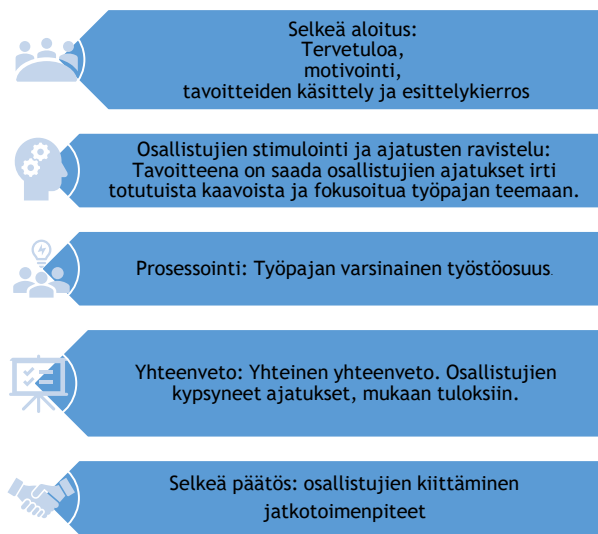 Selkeä aloitus:
Tervetuloa,
motivointi,
tavoitteiden käsittely ja esittelykierros
Osallistujien stimulointi ja ajatusten ravistelu:
Tavoitteena on saada osallistujien ajatukset irti
totutuista kaavoista ja fokusoitua työpajan teemaan.
Prosessointi: Työpajan varsinainen työstöosuus.
Yhteenveto: Yhteinen yhteenveto. Osallistujien
kypsyneet ajatukset, mukaan tuloksiin.
Selkeä päätös: osallistujien kiittäminen
jatkotoimenpiteet